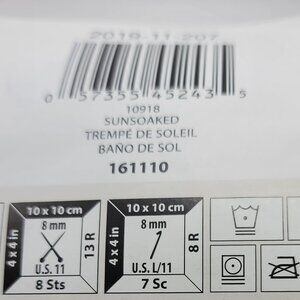 2019-11-207
0 57355 45243 5
10918
SUNSOAKED
TREMPÉ DE SOLEIL
BAÑO DE SOL
161110
10 x 10 cm
4 x 4 in
8 mm
13 R
U.S. 11
8 Sts
10 x 10 cm
4 x 4 in
8 mm
8 R
U.S. L/11
7 Sc